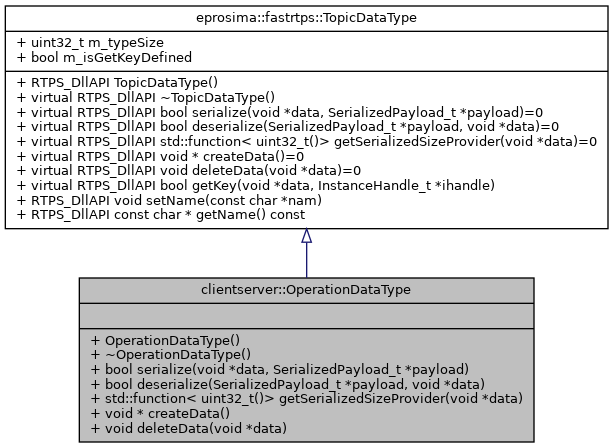 eprosima::fastrtps::TopicDataType
+ uint32_t m_typeSize
+ bool m_isGetKeyDefined
+ RTPS_DllAPI TopicDataType()
+ virtual RTPS_DllAPI ~TopicDataType()
+ virtual RTPS_DllAPI bool serialize(void *data, SerializedPayload_t *payload)=0
+ virtual RTPS_DllAPI bool deserialize(SerializedPayload_t *payload, void *data)=0
+ virtual RTPS_DllAPI std::function< uint32_t()> getSerializedSizeProvider(void *data)=0
+ virtual RTPS_DllAPI void * createData()=0
+ virtual RTPS_DllAPI void deleteData(void *data)=0
+ virtual RTPS_DllAPI bool getKey(void *data, InstanceHandle_t *ihandle)
+ RTPS_DllAPI void setName(const char *nam)
+ RTPS_DllAPI const char * getName() const
clientserver::OperationDataType
+ OperationDataType()
+ ~OperationDataType()
+ bool serialize(void *data, SerializedPayload_t *payload)
+ bool deserialize(SerializedPayload_t *payload, void *data)
+ std::function< uint32_t()> getSerializedSizeProvider(void *data)
+ void * createData()
+ void deleteData(void *data)